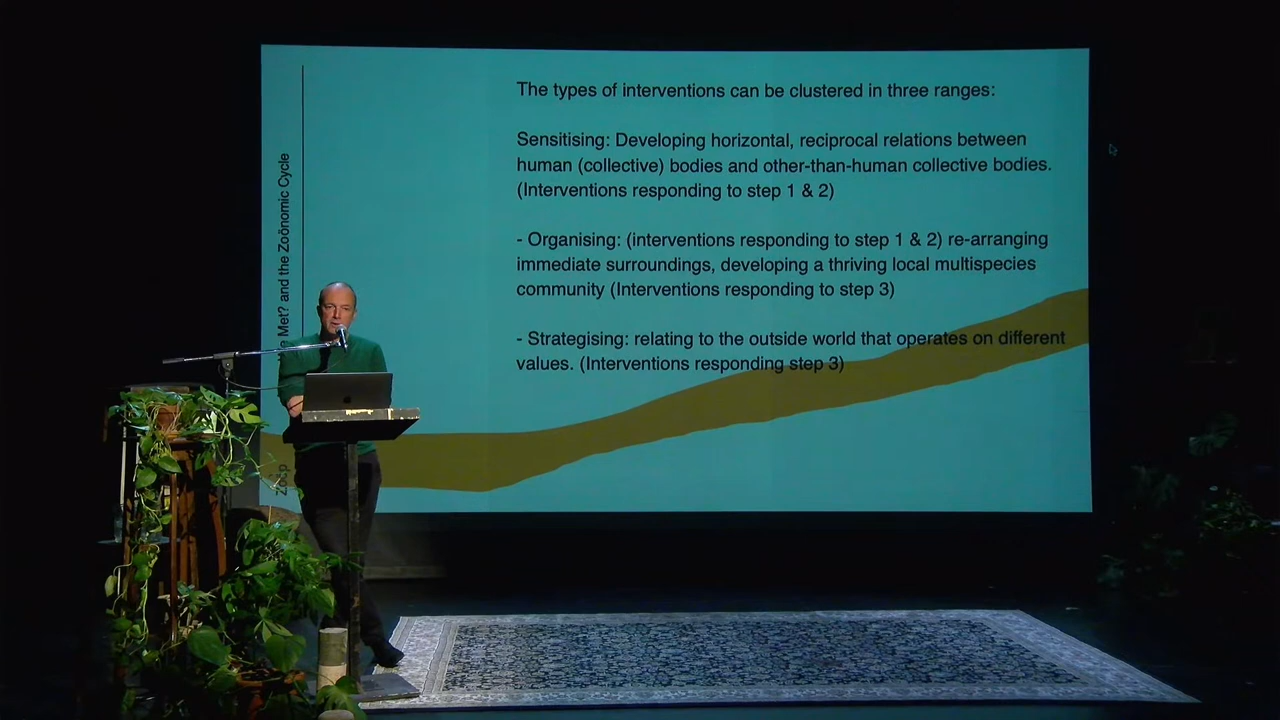 The types of interventions can be clustered in three ranges:
Sensitising: Developing horizontal, reciprocal relations between
human (collective) bodies and other-than-human collective bodies.
(Interventions responding to step 1 & 2)
- Organising: (interventions responding to step 1 & 2) re-arranging
immediate surroundings, developing a thriving local multispecies
community (Interventions responding to step 3)
- Strategising: relating to the outside world that operates on different
values. (Interventions responding step 3)
Met? and the Zoönomic Cycle
Zoöp